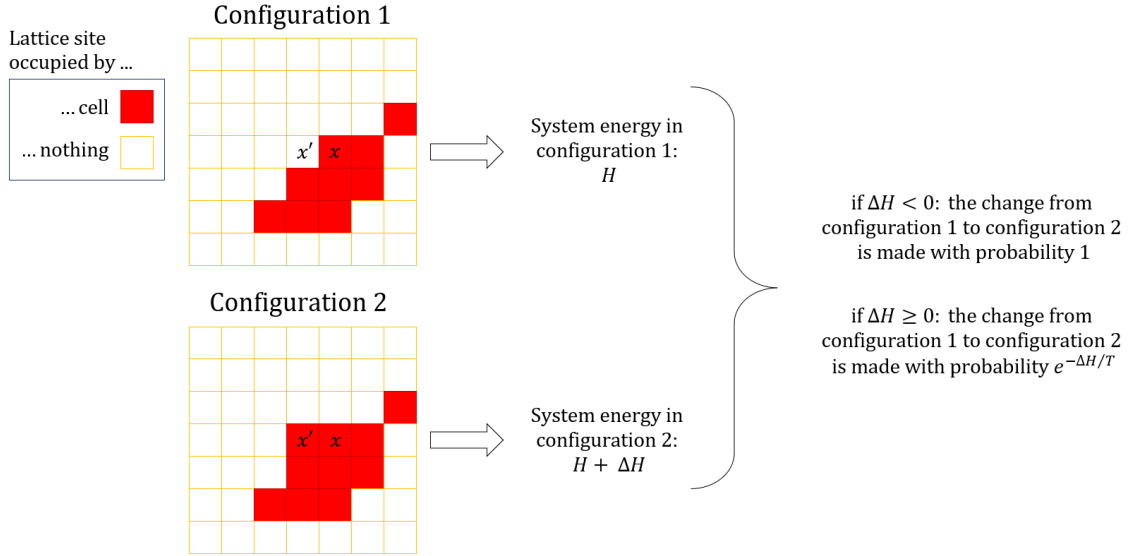 Configuration 1
Lattice site
occupied by ...
... cell
... nothing
x′ x
System energy in
configuration 1:
H
if ΔH < 0: the change from
configuration 1 to configuration 2
is made with probability 1
if ΔH ≥ 0: the change from
configuration 1 to configuration 2
is made with probability e^{−ΔH/T}
Configuration 2
x′ x
System energy in
configuration 2:
H + ΔH